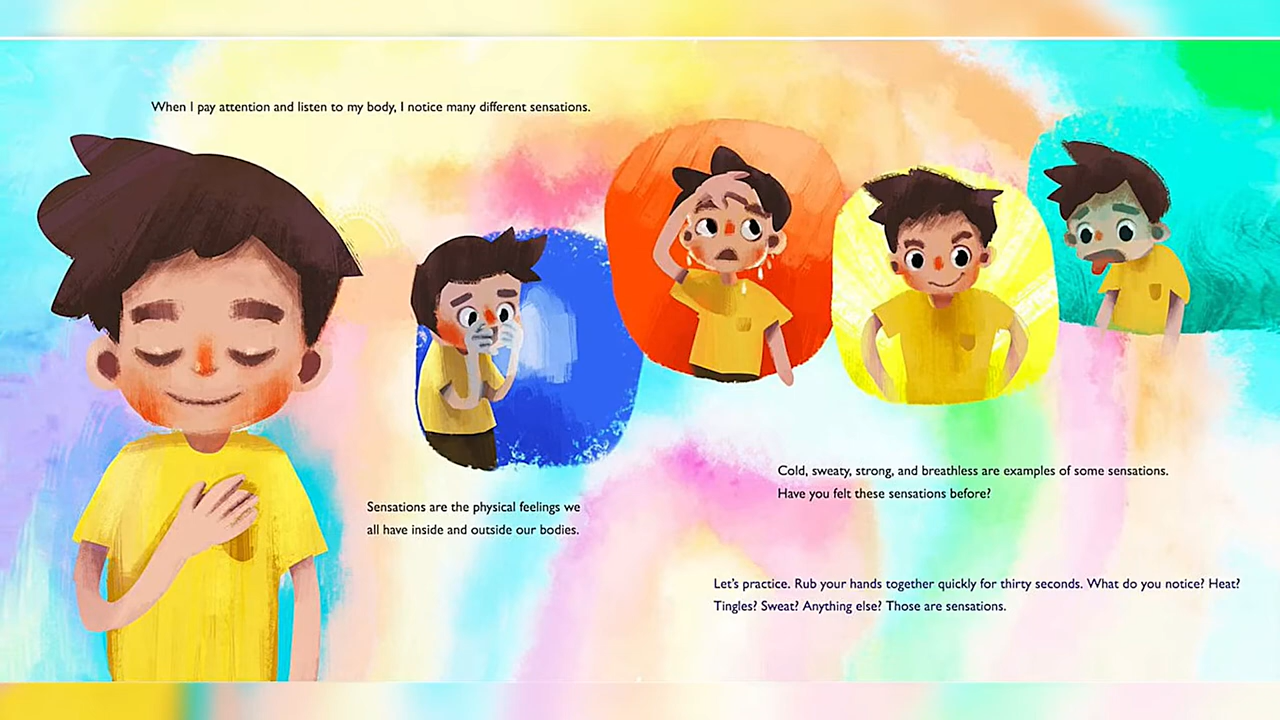 When I pay attention and listen to my body, I notice many different sensations.
Sensations are the physical feelings we
all have inside and outside our bodies.
Cold, sweaty, strong, and breathless are examples of some sensations.
Have you felt these sensations before?
Let's practice. Rub your hands together quickly for thirty seconds. What do you notice? Heat?
Tingles? Sweat? Anything else? Those are sensations.